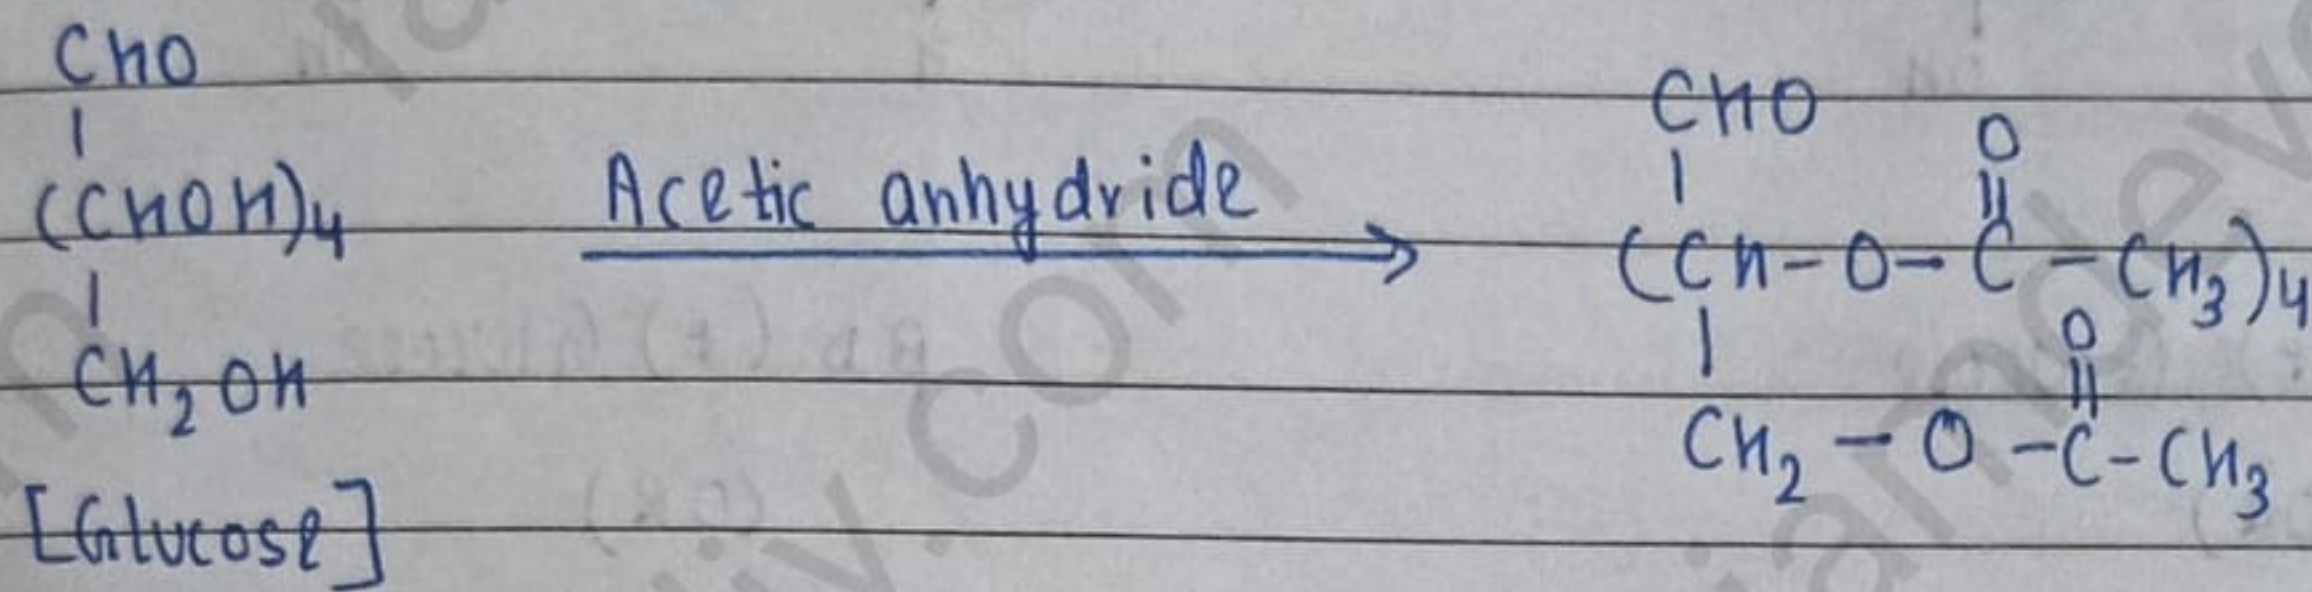 CHO
|
(CHOH)4
|
CH2OH
[Glucose]
Acetic anhydride
CHO
|
O
||
(CH-O-C-CH3)4
|
O
||
CH2-O-C-CH3